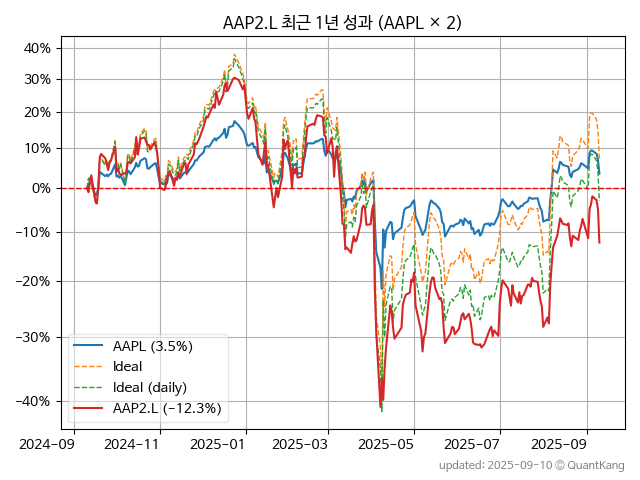 AAP2.L 최근 1년 성과 (AAPL × 2)
40%
30%
20%
10%
0%
-10%
-20%
-30%
-40%
AAPL (3.5%)
Ideal
Ideal (daily)
AAP2.L (-12.3%)
2024-09
2024-11
2025-01
2025-03
2025-05
2025-07
2025-09
updated: 2025-09-10 © QuantKang